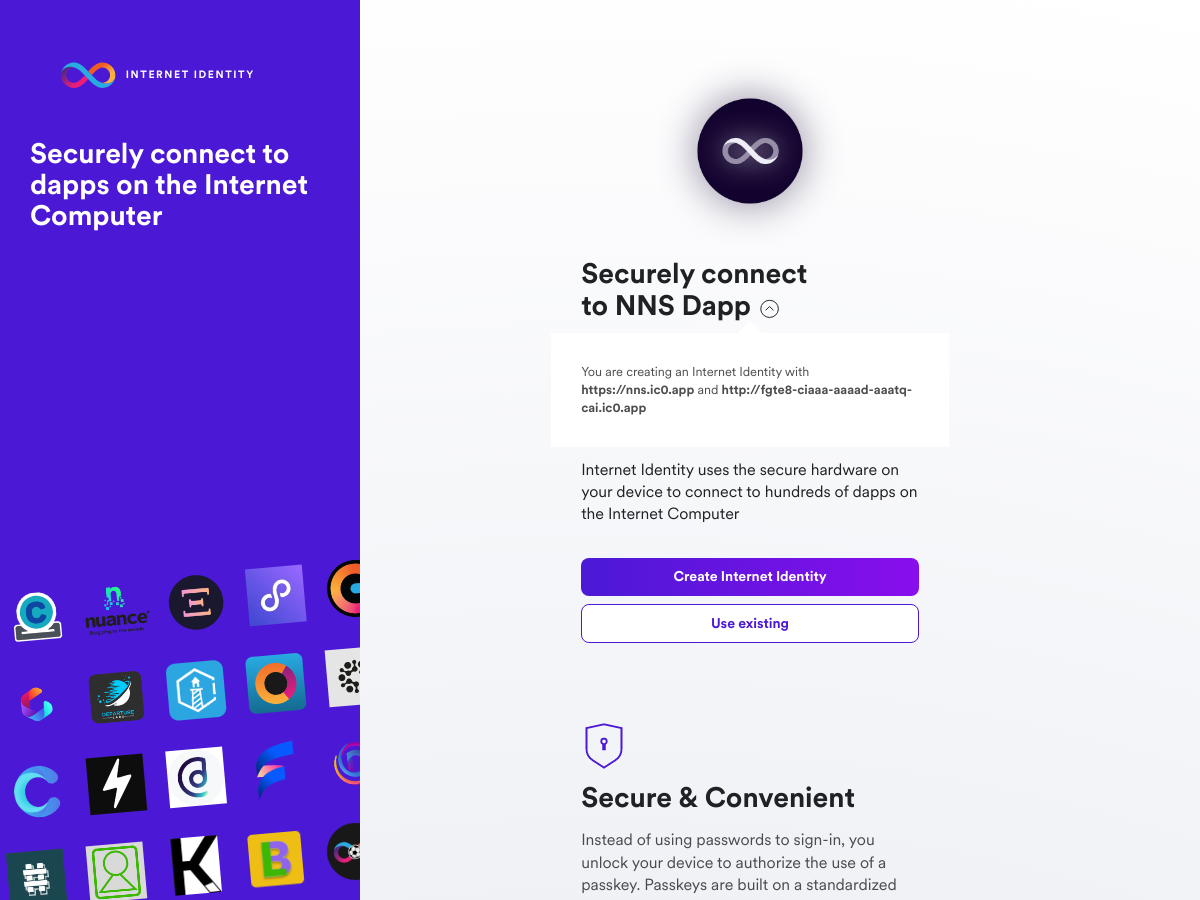 INTERNET IDENTITY
Securely connect to
dapps on the Internet
Computer
Securely connect
to NNS Dapp
You are creating an Internet Identity with
https://nns.ic0.app and http://fgte8-ciaaa-aaaad-aaatq-
cai.ic0.app
Internet Identity uses the secure hardware on
your device to connect to hundreds of dapps on
the Internet Computer
Create Internet Identity
Use existing
Secure & Convenient
Instead of using passwords to sign-in, you
unlock your device to authorize the use of a
passkey. Passkeys are built on a standardized
C
nuance
DEPARTURE
LABS
K
B